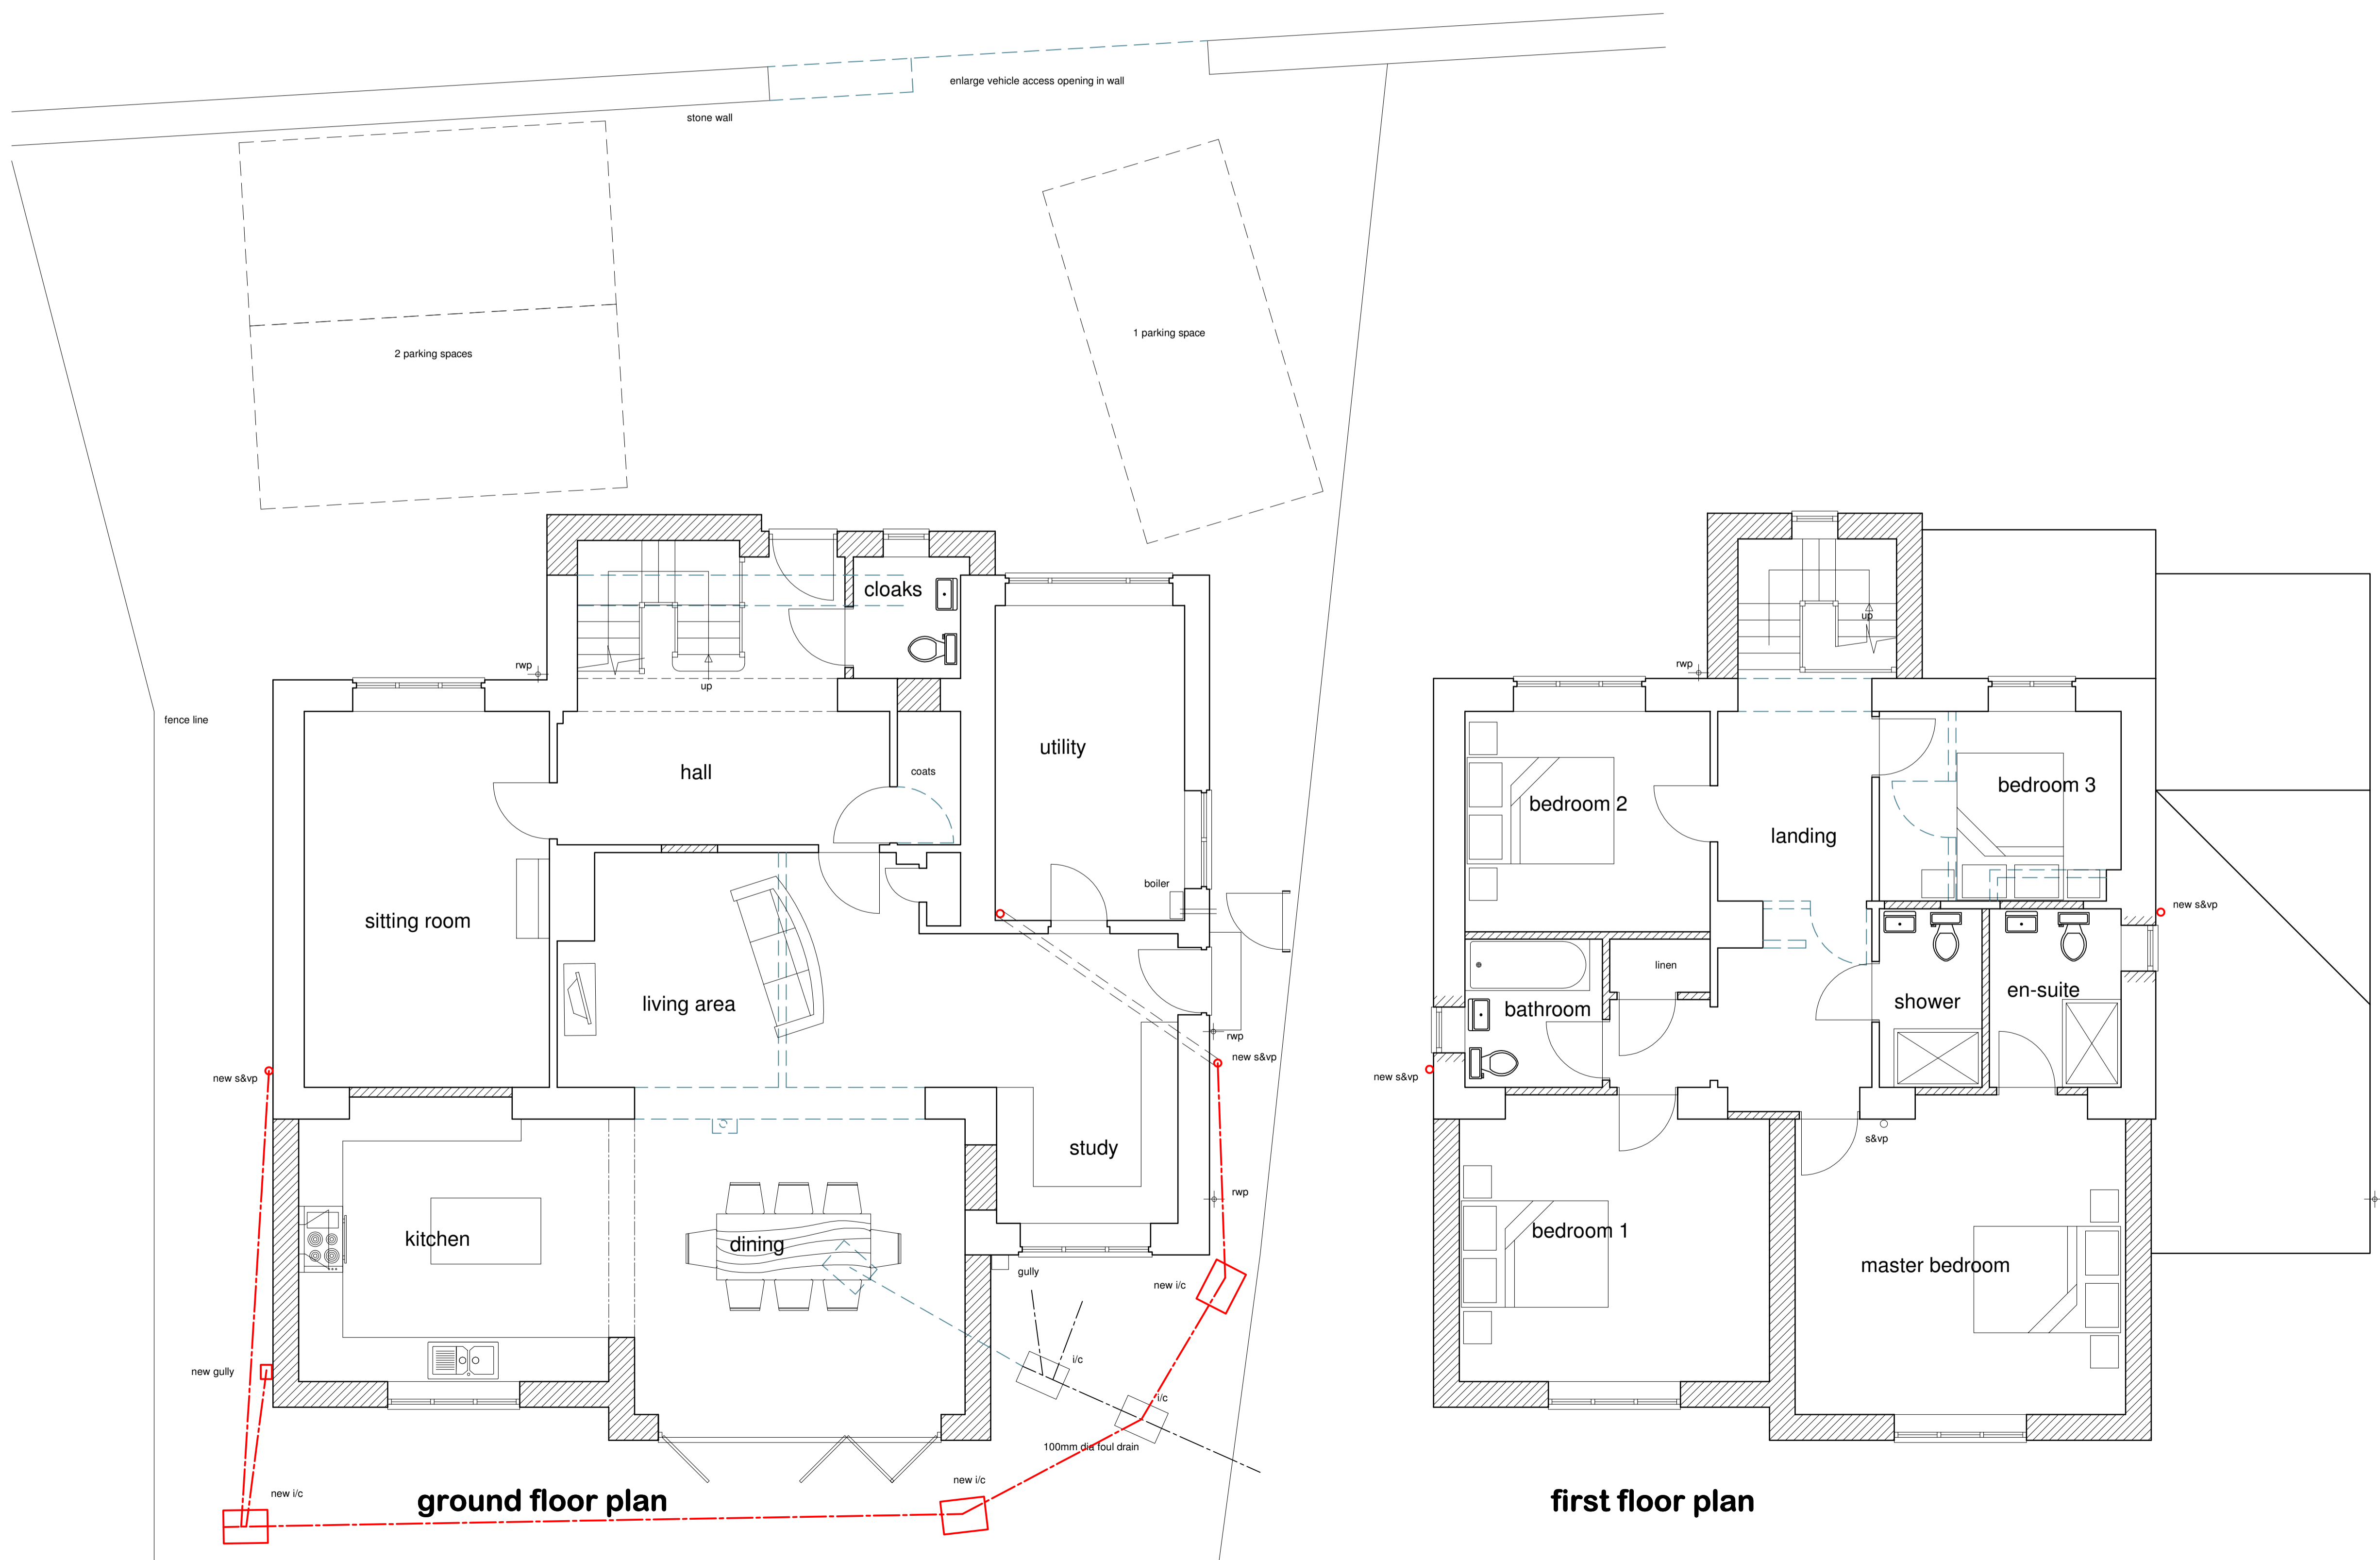 enlarge vehicle access opening in wall
stone wall
1 parking space
2 parking spaces
cloaks
rwp
up
fence line
utility
hall
coats
boiler
sitting room
living area
rwp
new s&vp
new s&vp
study
rwp
kitchen
dining
gully
new i/c
i/c
new gully
i/c
100mm dia foul drain
new i/c
new i/c
ground floor plan
up
rwp
bedroom 3
bedroom 2
landing
new s&vp
linen
en-suite
shower
bathroom
new s&vp
s&vp
bedroom 1
master bedroom
first floor plan